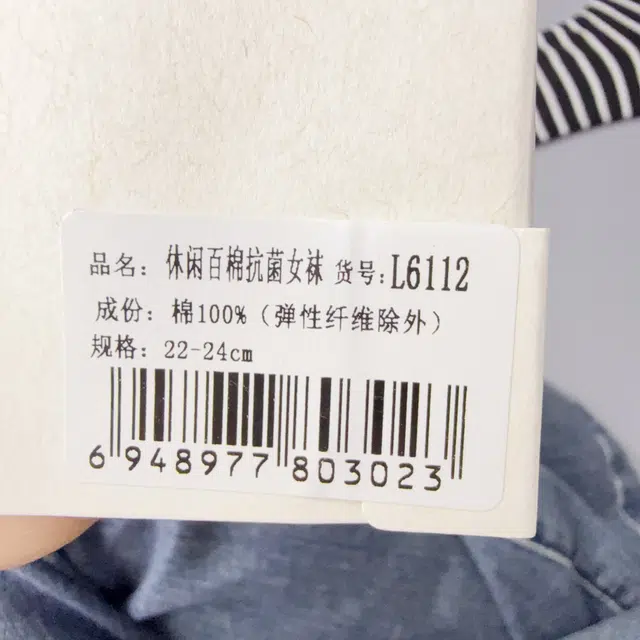 品名：休闲百棉抗菌女袜 货号:L6112
成份：棉100%（弹性纤维除外）
规格：22-24cm
6 948977 803023